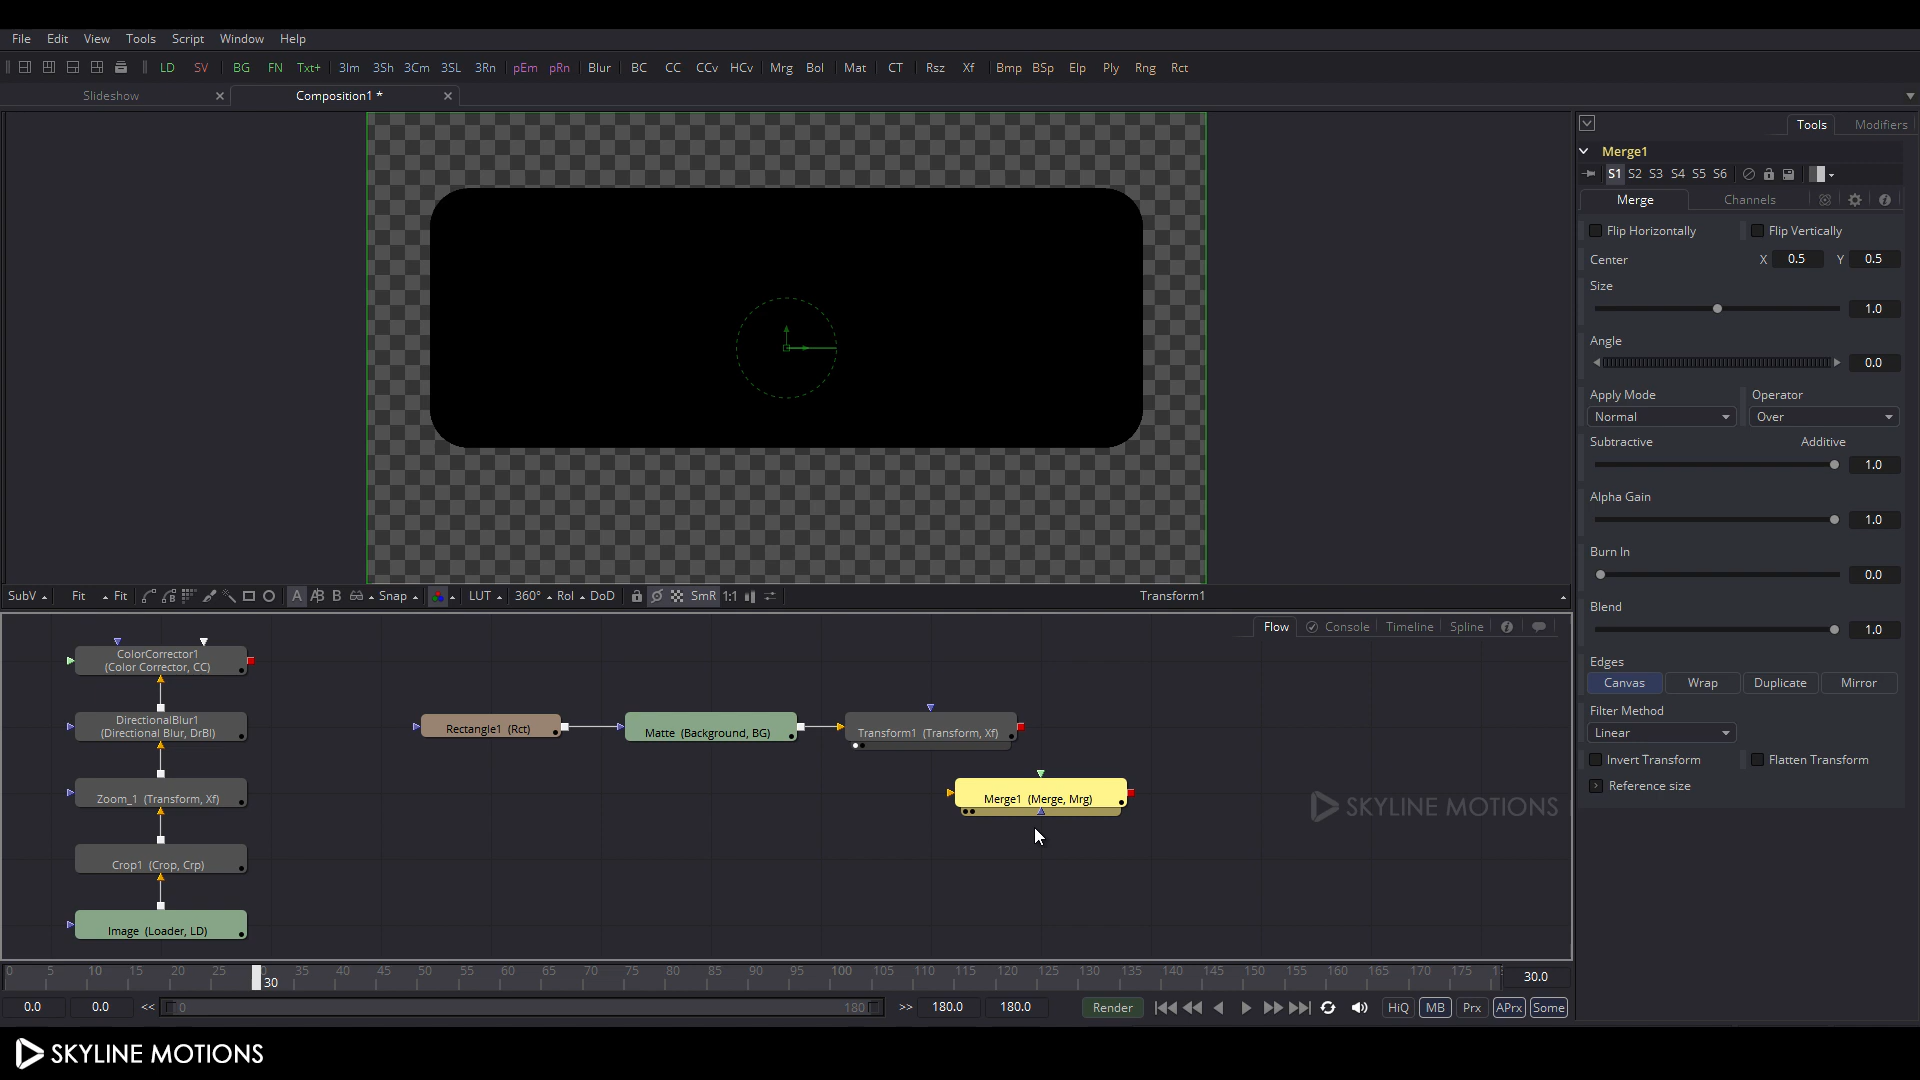 File Edit View Tools Script Window Help
LD SV BG FN Txt+ 3Im 3Sh 3Cm 3SL 3Rn pEm pRn Blur BC CC CCv HCv Mrg Bol Mat CT Rsz Xf Bmp BSp Elp Ply Rng Rct
Slideshow Composition1 *
Tools Modifiers
Merge1
S1 S2 S3 S4 S5 S6
Merge Channels
Flip Horizontally Flip Vertically
Center X 0.5 Y 0.5
Size
1.0
Angle
0.0
Apply Mode Operator
Normal Over
Subtractive Additive
1.0
Alpha Gain
1.0
Burn In
0.0
Blend
1.0
Edges
Canvas Wrap Duplicate Mirror
Filter Method
Linear
Invert Transform Flatten Transform
Reference size
SubV Fit Fit A A|B B Snap LUT 360° RoI DoD SmR 1:1 Transform1
Flow Console Timeline Spline
ColorCorrector1
(Color Corrector, CC)
DirectionalBlur1
(Directional Blur, DrBl)
Rectangle1 (Rct)
Matte (Background, BG)
Transform1 (Transform, Xf)
Zoom_1 (Transform, Xf)
Merge1 (Merge, Mrg)
SKYLINE MOTIONS
Crop1 (Crop, Crp)
Image (Loader, LD)
0 5 10 15 20 25 30 35 40 45 50 55 60 65 70 75 80 85 90 95 100 105 110 115 120 125 130 135 140 145 150 155 160 165 170 175 30.0
0.0 0.0 << 0 180 >> 180.0 180.0 Render HiQ MB Prx APrx Some
SKYLINE MOTIONS